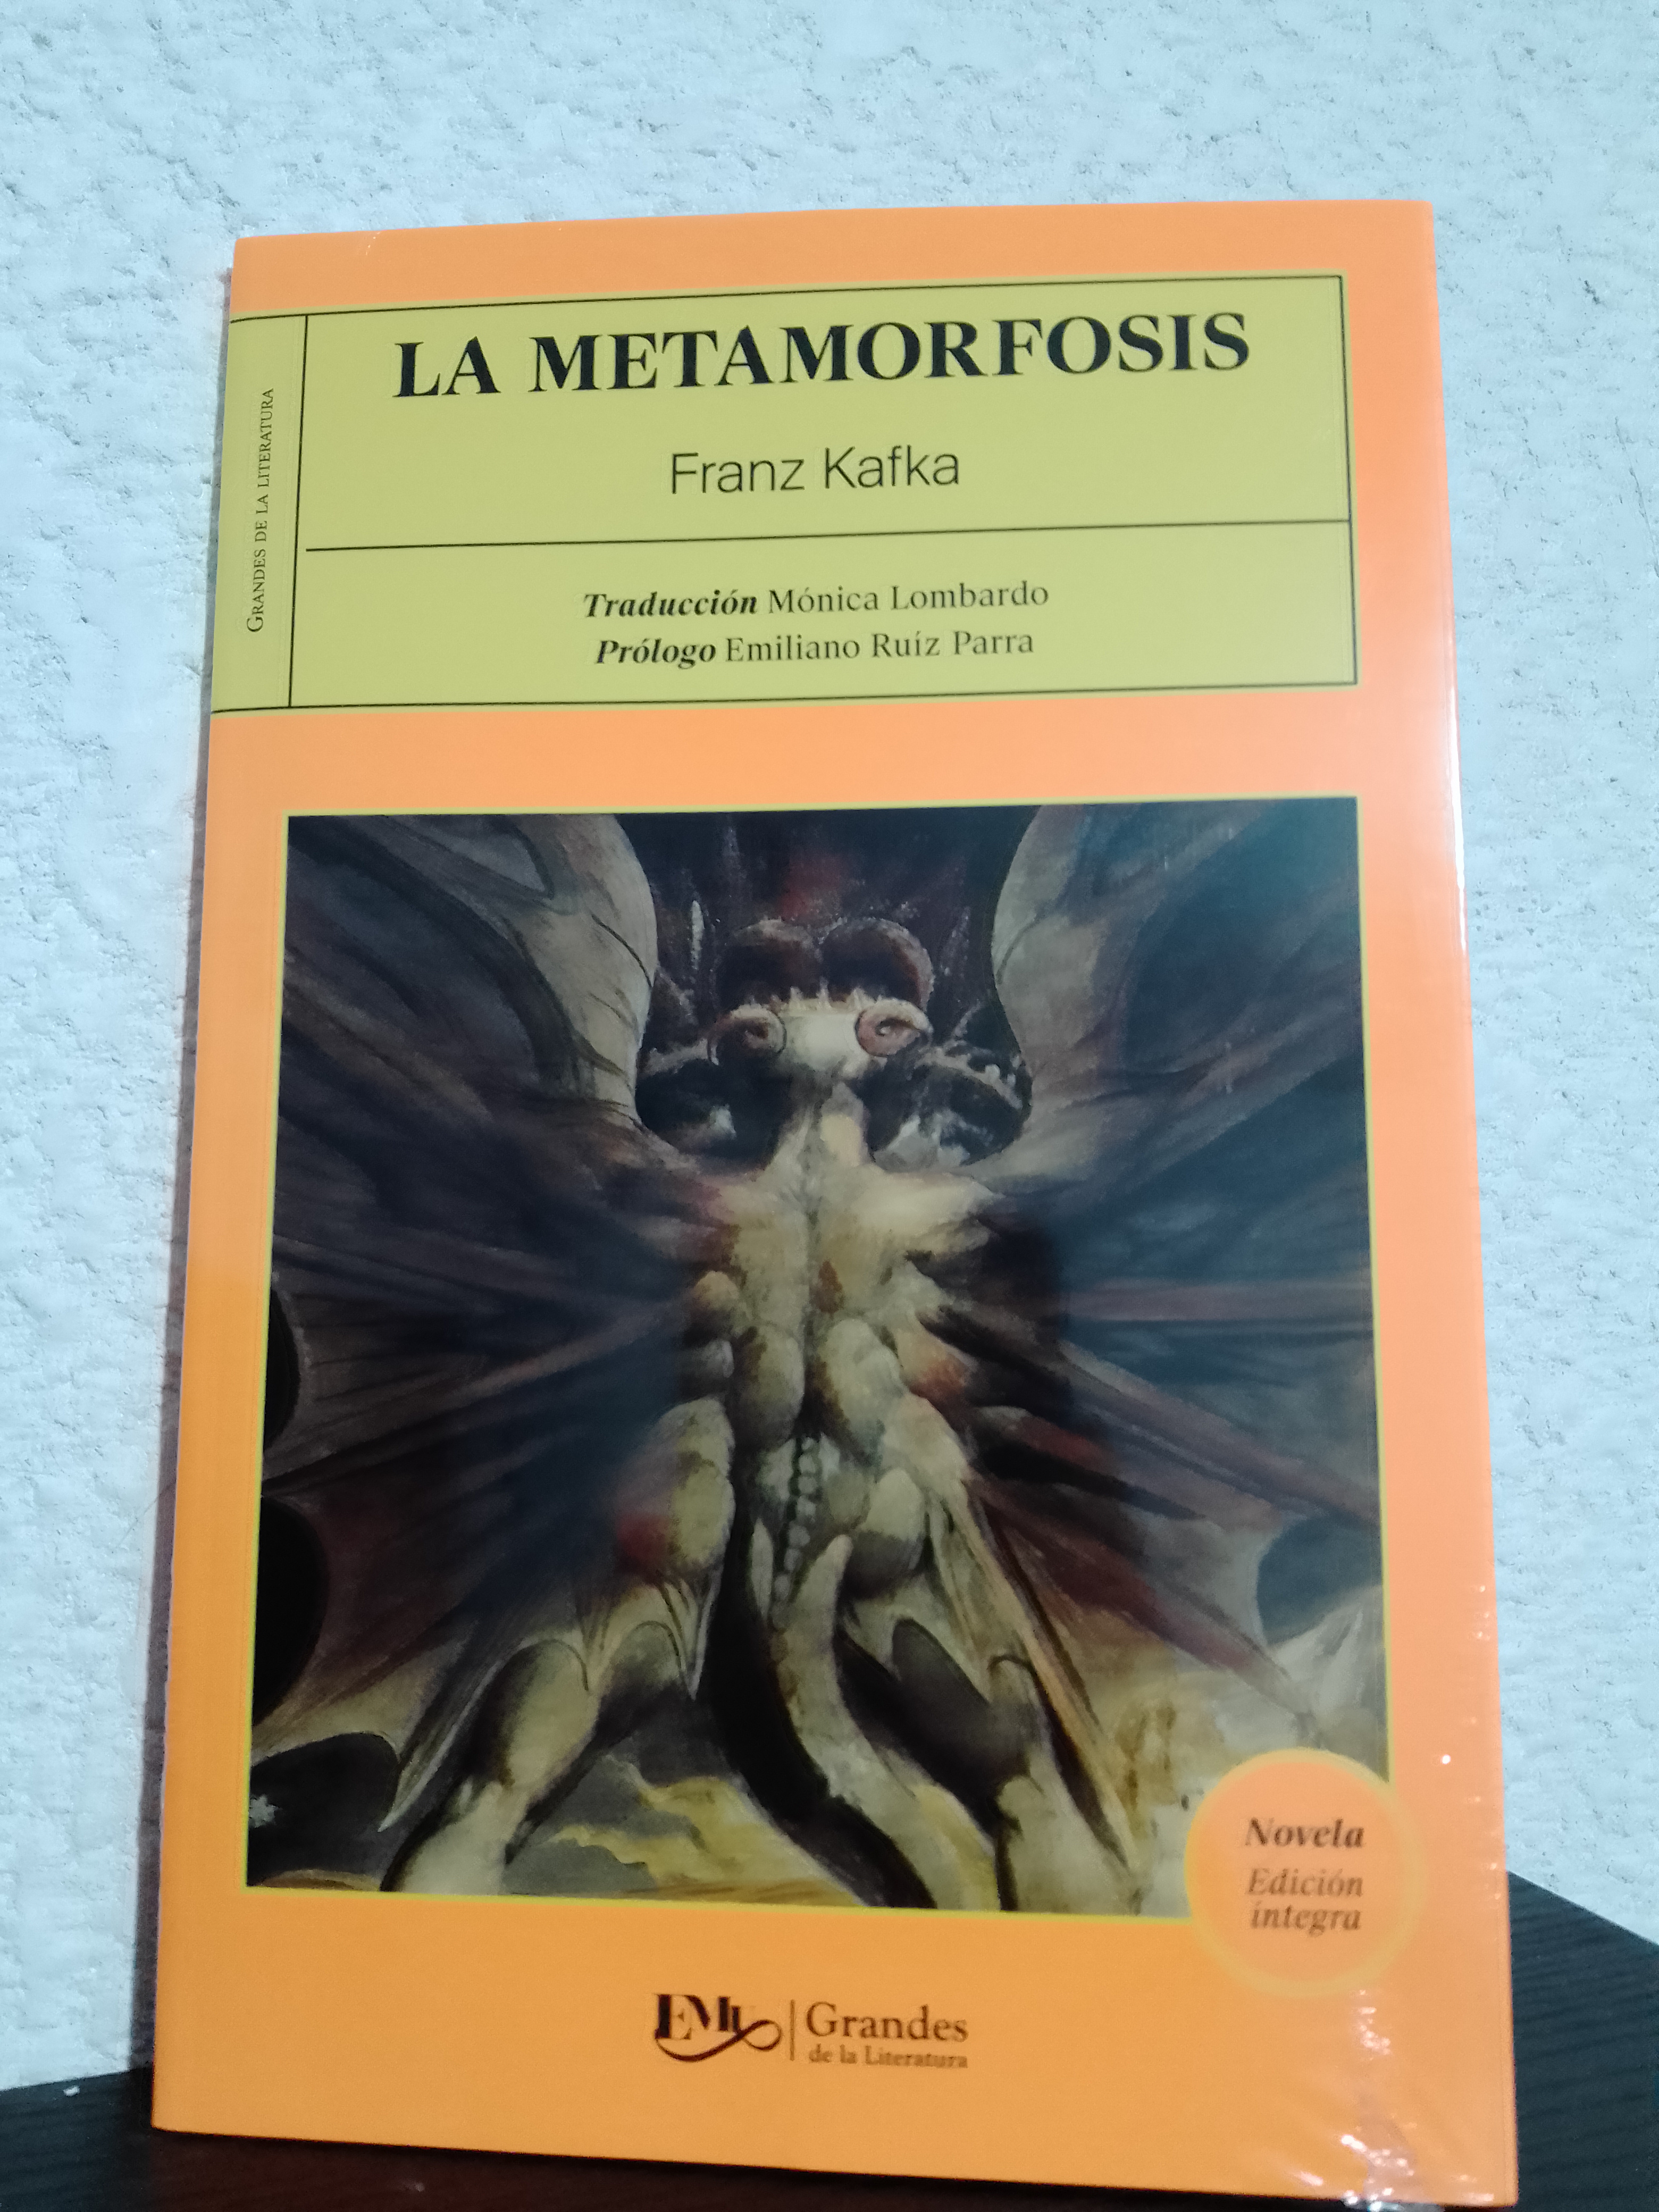 LA METAMORFOSIS
Franz Kafka
GRANDES DE LA LITERATURA
Traducción Mónica Lombardo
Prólogo Emiliano Ruíz Parra
Novela
Edición
íntegra
EMU
Grandes
de la Literatura